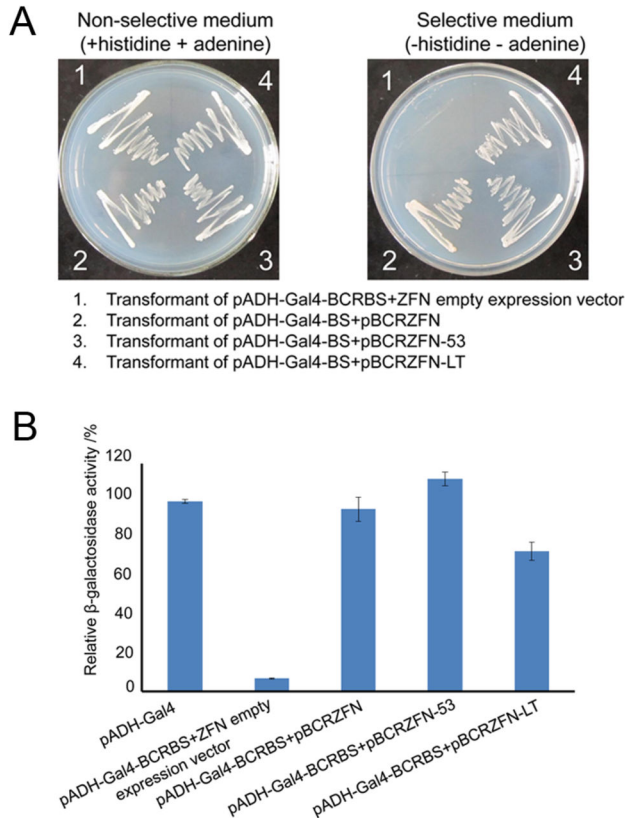 A
Non-selective medium
(+histidine + adenine)
Selective medium
(-histidine - adenine)
1
4
2
3
1
4
2
3
1. Transformant of pADH-Gal4-BCRBS+ZFN empty expression vector
2. Transformant of pADH-Gal4-BS+pBCRZFN
3. Transformant of pADH-Gal4-BS+pBCRZFN-53
4. Transformant of pADH-Gal4-BS+pBCRZFN-LT
B
Relative β-galactosidase activity /%
120
100
80
60
40
20
0
pADH-Gal4
pADH-Gal4-BCRBS+ZFN empty
expression vector
pADH-Gal4-BCRBS+pBCRZFN
pADH-Gal4-BCRBS+pBCRZFN-53
pADH-Gal4-BCRBS+pBCRZFN-LT